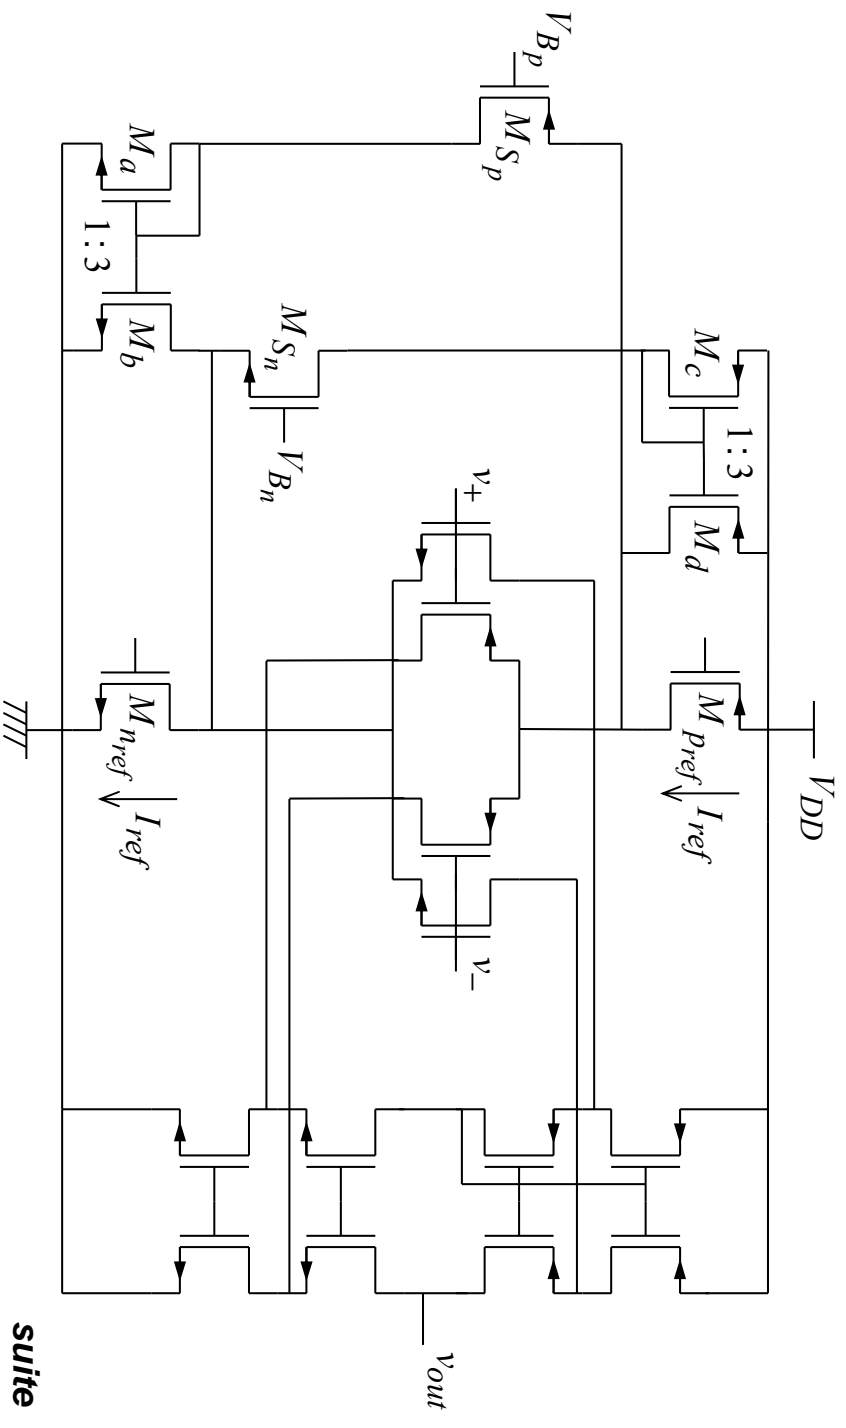 V_{DD}
M_c
1 : 3
M_d
M_{p_{ref}}
I_{ref}
V_{B_p}
M_{S_p}
M_{S_n}
V_{B_n}
v_+
v_-
v_{out}
M_a
1 : 3
M_b
M_{n_{ref}}
I_{ref}
suite